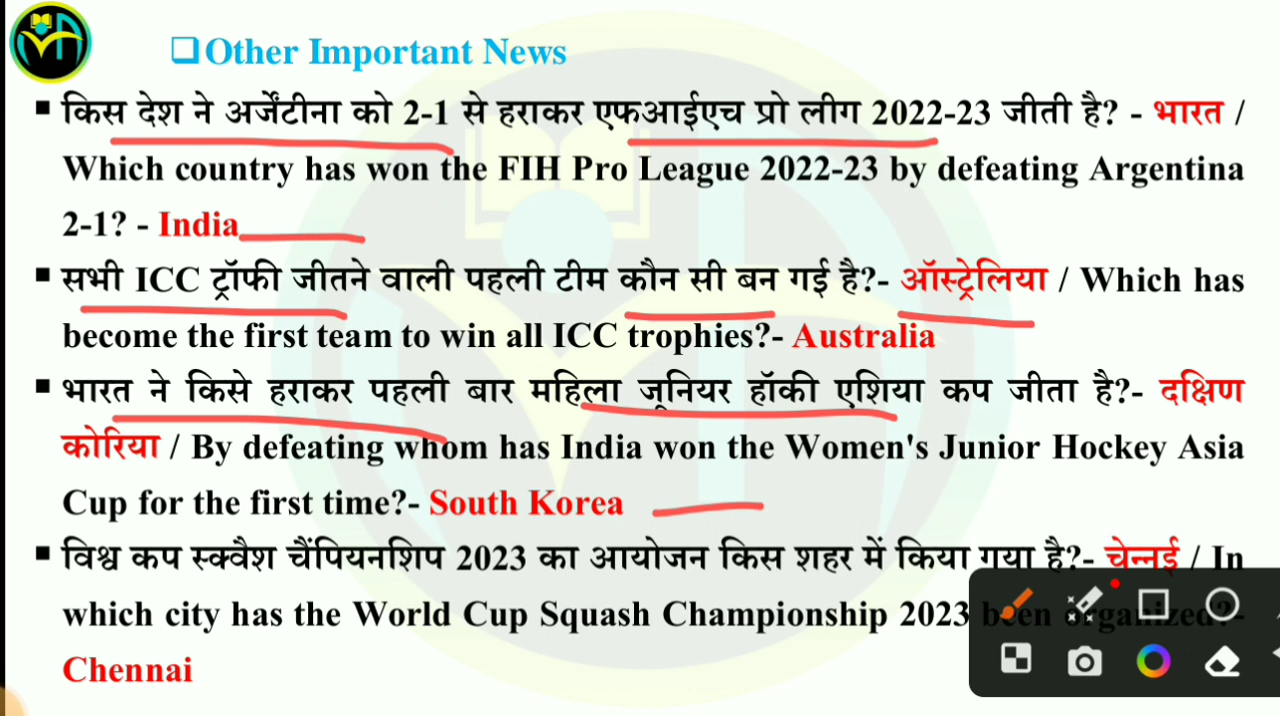 Other Important News
किस देश ने अर्जेंटीना को 2-1 से हराकर एफआईएच प्रो लीग 2022-23 जीती है? - भारत /
Which country has won the FIH Pro League 2022-23 by defeating Argentina
2-1? - India
सभी ICC ट्रॉफी जीतने वाली पहली टीम कौन सी बन गई है?- ऑस्ट्रेलिया / Which has
become the first team to win all ICC trophies?- Australia
भारत ने किसे हराकर पहली बार महिला जूनियर हॉकी एशिया कप जीता है?- दक्षिण
कोरिया / By defeating whom has India won the Women's Junior Hockey Asia
Cup for the first time?- South Korea
विश्व कप स्क्वैश चैंपियनशिप 2023 का आयोजन किस शहर में किया गया है?- चेन्नई / In
which city has the World Cup Squash Championship 2023 been organized?-
Chennai